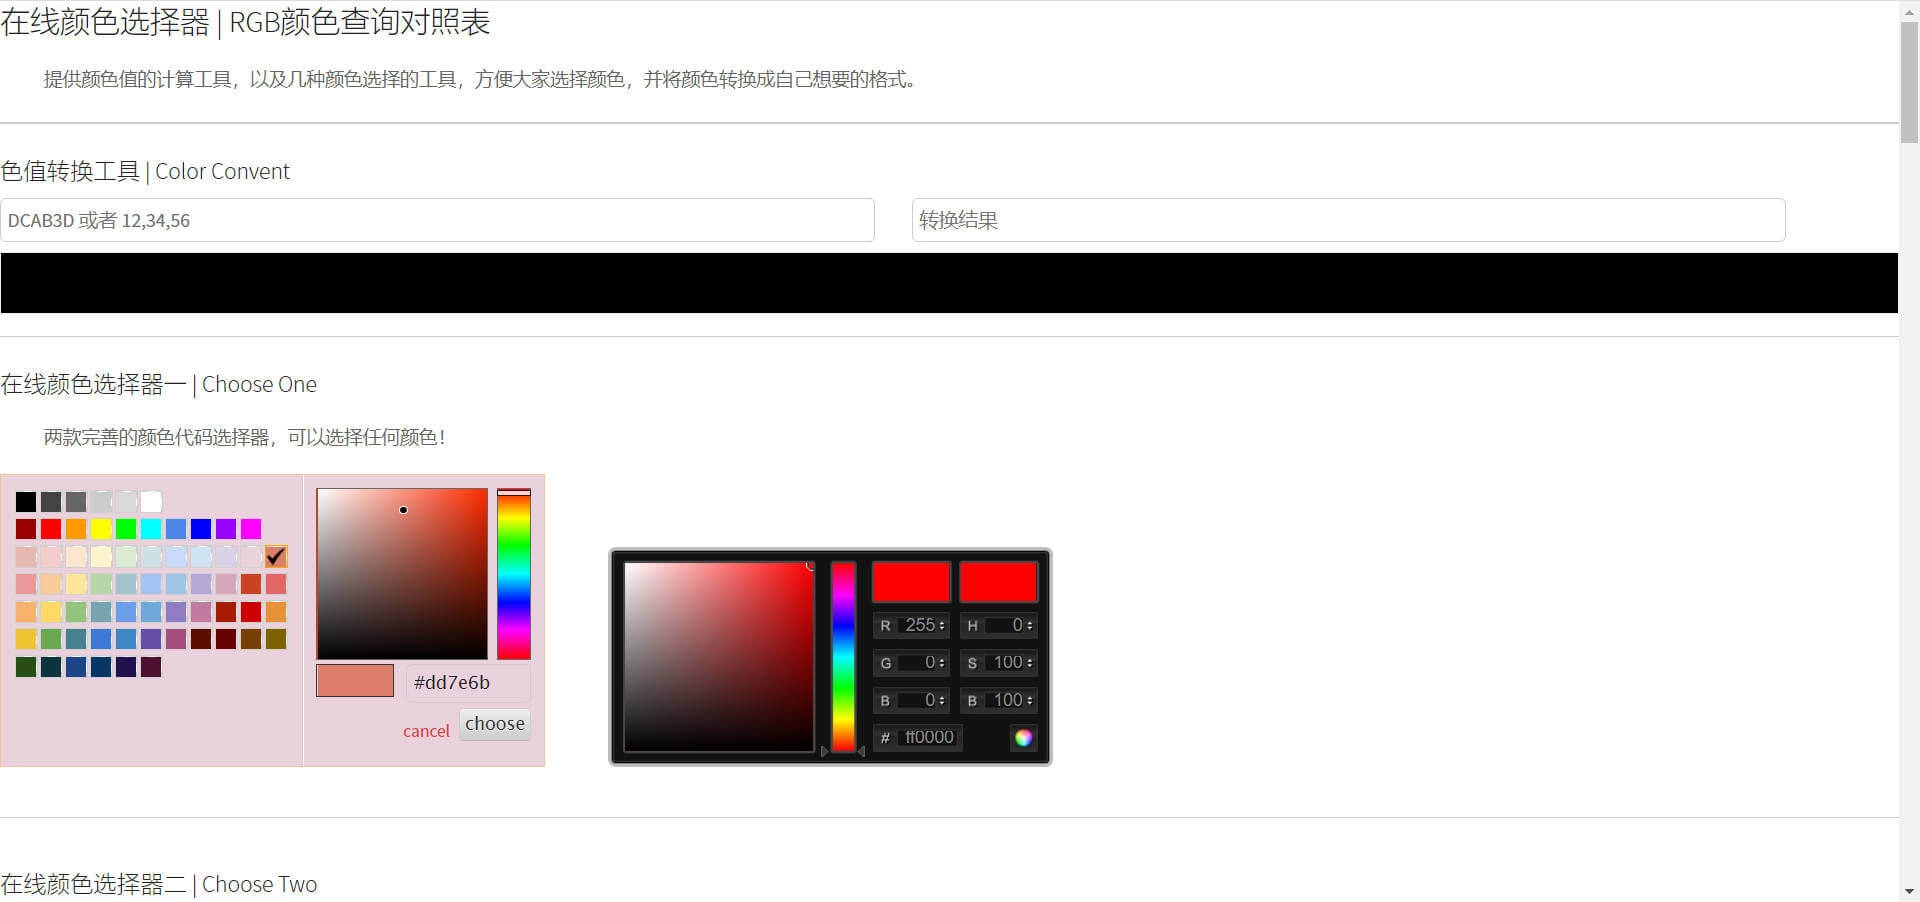 在线颜色选择器 | RGB颜色查询对照表
提供颜色值的计算工具，以及几种颜色选择的工具，方便大家选择颜色，并将颜色转换成自己想要的格式。
色值转换工具 | Color Convent
DCAB3D 或者 12,34,56
转换结果
在线颜色选择器一 | Choose One
两款完善的颜色代码选择器，可以选择任何颜色！
#dd7e6b
cancel choose
R 255 H 0
G 0 S 100
B 0 B 100
# ff0000
在线颜色选择器二 | Choose Two